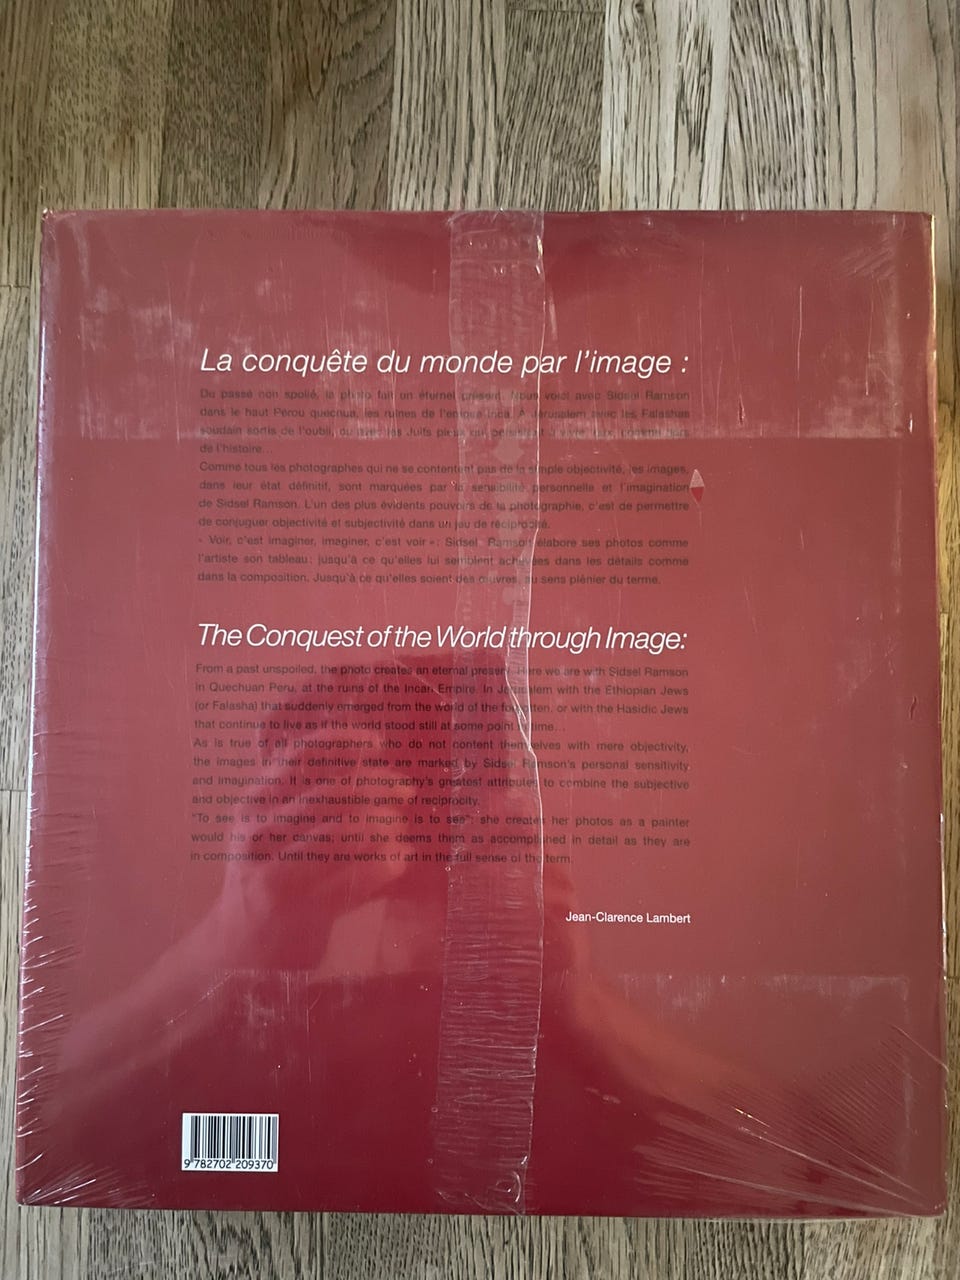 La conquête du monde par l'image :
Du passé non spolié, la photo fait un éternel présent. Nous voici avec Sidsel Ramson
dans le haut Pérou quechua, les ruines de l'empire Inca. À Jérusalem avec les Falashas
soudain sortis de l'oubli, ou avec les Juifs pieux qui persistent à vivre hors
de l'histoire...
Comme tous les photographes qui ne se contentent pas de la simple objectivité, les images,
dans leur état définitif, sont marquées par la sensibilité personnelle et l'imagination
de Sidsel Ramson. L'un des plus évidents pouvoirs de la photographie, c'est de permettre
de conjuguer objectivité et subjectivité dans un jeu de réciprocité.
« Voir, c'est imaginer, imaginer, c'est voir » : Sidsel Ramson élabore ses photos comme
l'artiste son tableau : jusqu'à ce qu'elles lui semblent achevées dans les détails comme
dans la composition. Jusqu'à ce qu'elles soient des œuvres, au sens plénier du terme.
The Conquest of the World through Image:
From a past unspoiled, the photo creates an eternal present. Here we are with Sidsel Ramson
in Quechuan Peru, at the ruins of the Incan Empire. In Jerusalem with the Ethiopian Jews
(or Falasha) that suddenly emerged from the world of the forgotten, or with the Hasidic Jews
that continue to live as if the world stood still at some point in time...
As is true of all photographers who do not content themselves with mere objectivity,
the images in their definitive state are marked by Sidsel Ramson's personal sensitivity
and imagination. It is one of photography's greatest attributes to combine the subjective
and objective in an inexhaustible game of reciprocity.
"To see is to imagine and to imagine is to see": she creates her photos as a painter
would his or her canvas; until she deems them as accomplished in detail as they are
in composition. Until they are works of art in the full sense of the term.
Jean-Clarence Lambert
9 782702 209370